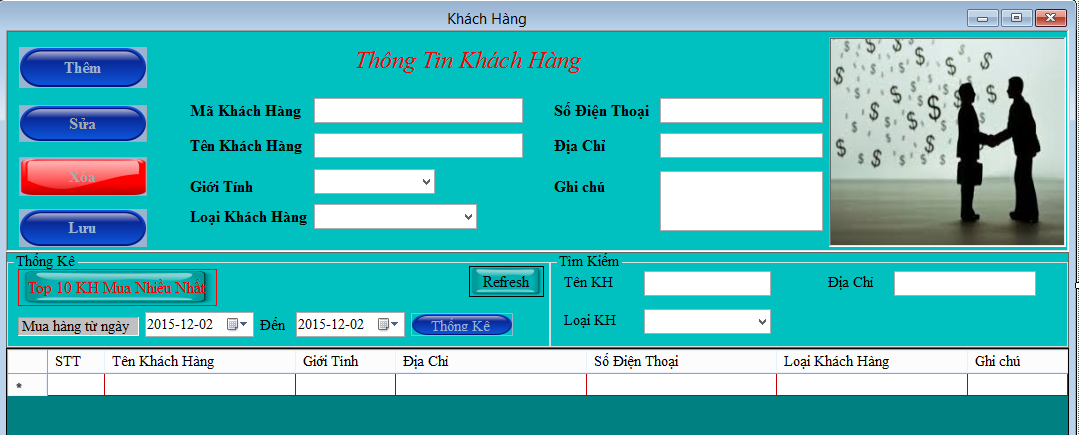 Khách Hàng
Thông Tin Khách Hàng
Thêm
Sửa
Xóa
Lưu
Mã Khách Hàng
Tên Khách Hàng
Giới Tính
Loại Khách Hàng
Số Điện Thoại
Địa Chỉ
Ghi chú
Thống Kê
Top 10 KH Mua Nhiều Nhất
Refresh
Mua hàng từ ngày 2015-12-02 Đến 2015-12-02 Thống Kê
Tìm Kiếm
Tên KH Địa Chỉ
Loại KH
STT Tên Khách Hàng Giới Tính Địa Chỉ Số Điện Thoại Loại Khách Hàng Ghi chú
*